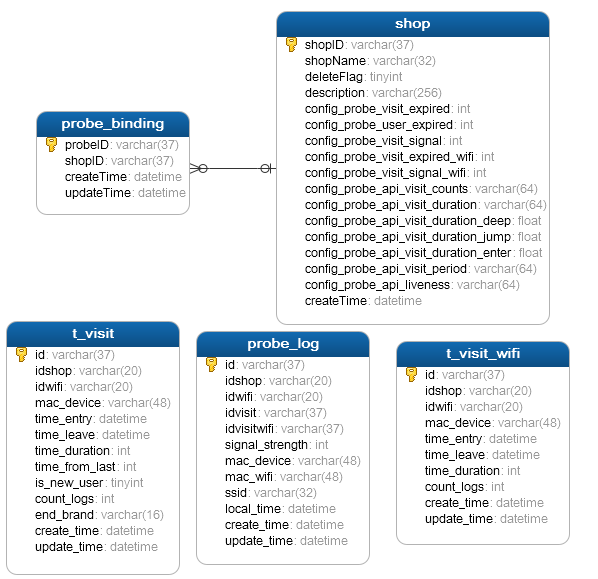 shop
shopID: varchar(37)
shopName: varchar(32)
deleteFlag: tinyint
description: varchar(256)
config_probe_visit_expired: int
config_probe_user_expired: int
config_probe_visit_signal: int
config_probe_visit_expired_wifi: int
config_probe_visit_signal_wifi: int
config_probe_api_visit_counts: varchar(64)
config_probe_api_visit_duration: varchar(64)
config_probe_api_visit_duration_deep: float
config_probe_api_visit_duration_jump: float
config_probe_api_visit_duration_enter: float
config_probe_api_visit_period: varchar(64)
config_probe_api_liveness: varchar(64)
createTime: datetime
probe_binding
probeID: varchar(37)
shopID: varchar(37)
createTime: datetime
updateTime: datetime
t_visit
id: varchar(37)
idshop: varchar(20)
idwifi: varchar(20)
mac_device: varchar(48)
time_entry: datetime
time_leave: datetime
time_duration: int
time_from_last: int
is_new_user: tinyint
count_logs: int
end_brand: varchar(16)
create_time: datetime
update_time: datetime
probe_log
id: varchar(37)
idshop: varchar(20)
idwifi: varchar(20)
idvisit: varchar(37)
idvisitwifi: varchar(37)
signal_strength: int
mac_device: varchar(48)
mac_wifi: varchar(48)
ssid: varchar(32)
local_time: datetime
create_time: datetime
update_time: datetime
t_visit_wifi
id: varchar(37)
idshop: varchar(20)
idwifi: varchar(20)
mac_device: varchar(48)
time_entry: datetime
time_leave: datetime
time_duration: int
count_logs: int
create_time: datetime
update_time: datetime